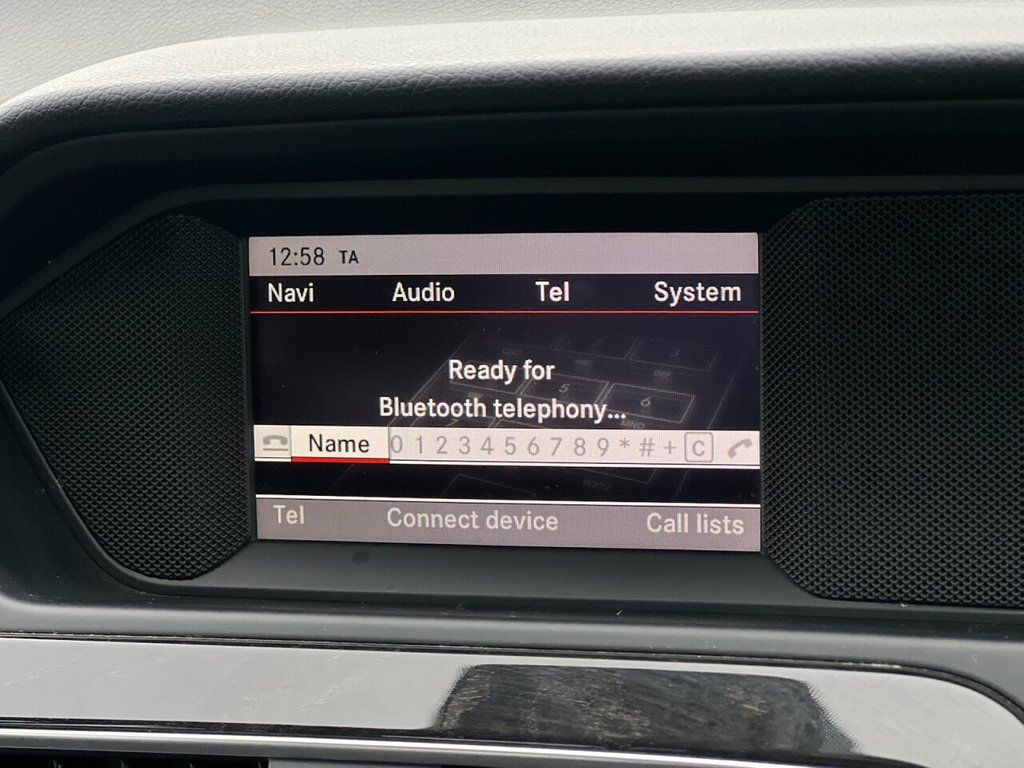 12:58 TA
Navi Audio Tel System
Ready for
Bluetooth telephony...
Name 0 1 2 3 4 5 6 7 8 9 * # + C
Tel Connect device Call lists